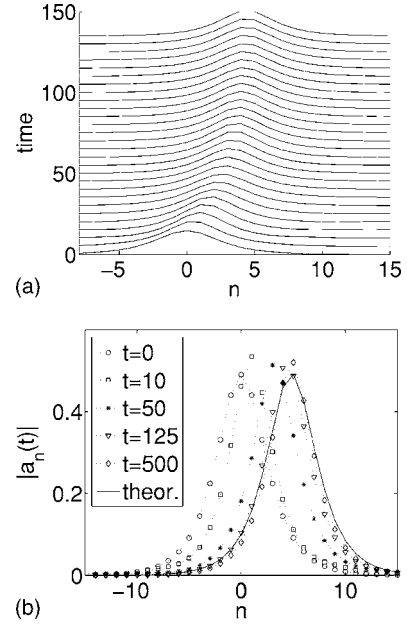 150
100
50
0
time
−5 0 5 10 15
n
(a)
t=0
t=10
t=50
t=125
t=500
theor.
0.4
0.2
0
|a_n(t)|
−10 0 10
n
(b)